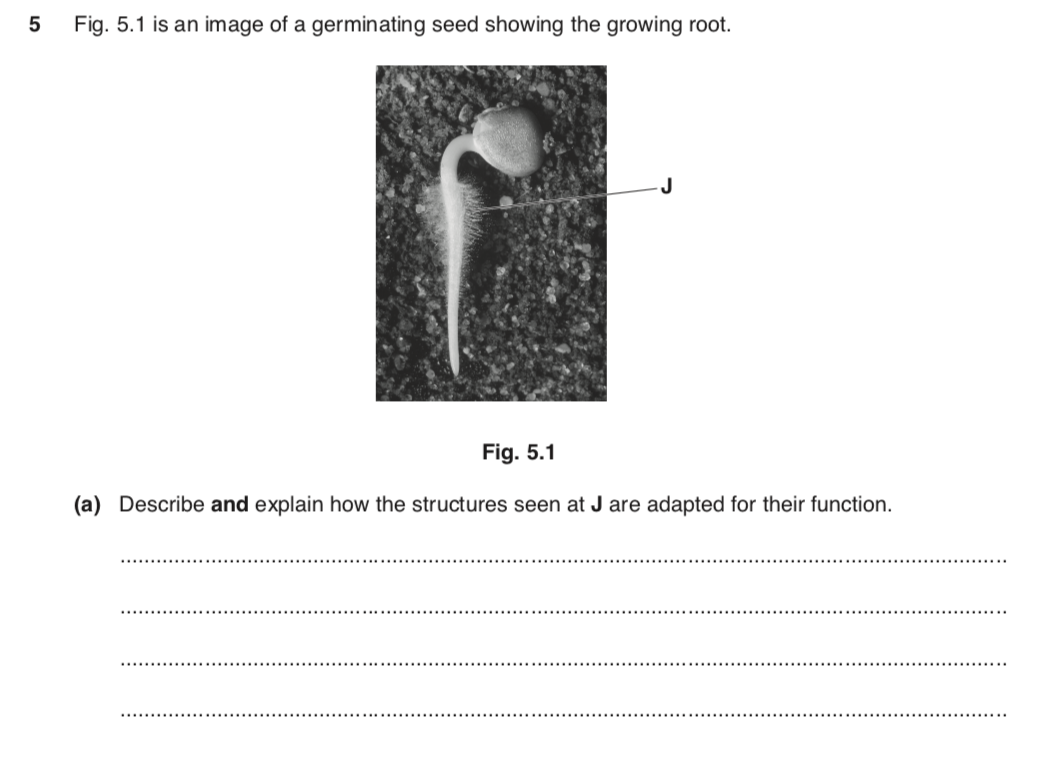 5 Fig. 5.1 is an image of a germinating seed showing the growing root.
J
Fig. 5.1
(a) Describe and explain how the structures seen at J are adapted for their function.